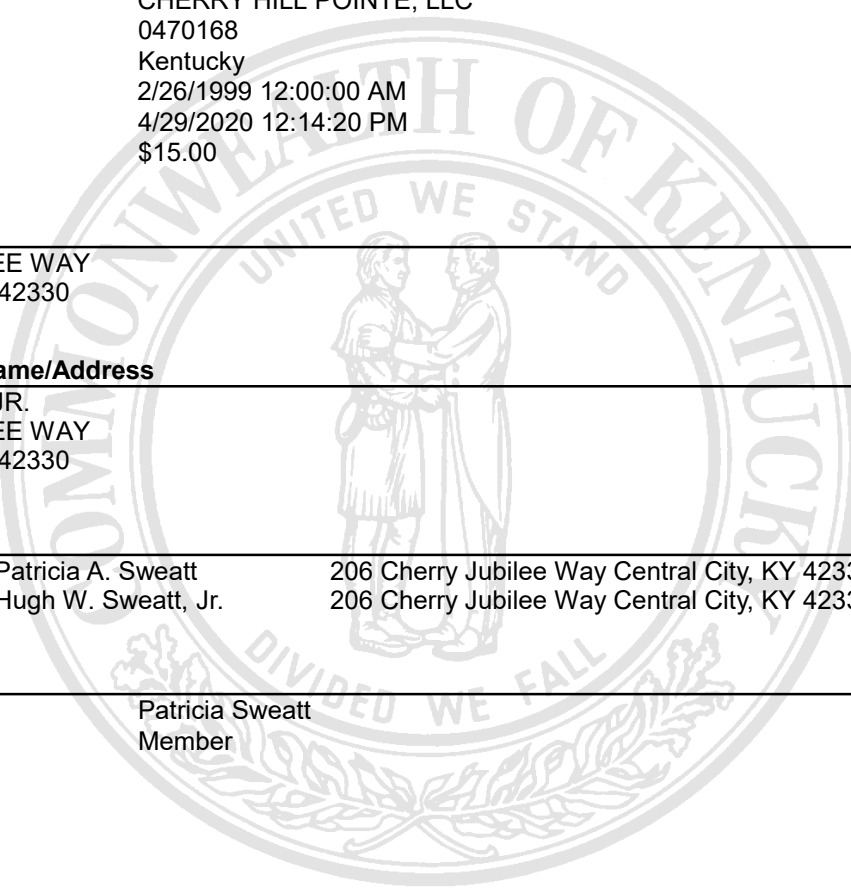 CHERRY HILL POINTE, LLC
0470168
Kentucky
2/26/1999 12:00:00 AM
4/29/2020 12:14:20 PM
$15.00
COMMONWEALTH OF KENTUCKY
UNITED WE STAND
EE WAY
42330
ame/Address
JR.
EE WAY
42330
Patricia A. Sweatt 206 Cherry Jubilee Way Central City, KY 4233
Hugh W. Sweatt, Jr. 206 Cherry Jubilee Way Central City, KY 4233
DIVIDED WE FALL
Patricia Sweatt
Member